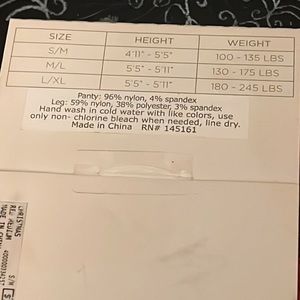 SIZE HEIGHT WEIGHT
S/M 4'11" - 5'5" 100 - 135 LBS
M/L 5'5" - 5'11" 130 - 175 LBS
L/XL 5'5" - 5'11" 180 - 245 LBS
Panty: 96% nylon, 4% spandex
Leg: 59% nylon, 38% polyester, 3% spandex
Hand wash in cold water with like colors, use
only non- chlorine bleach when needed, line dry.
Made in China RN# 145161
CHRISTMAS
MADE IN
S/M